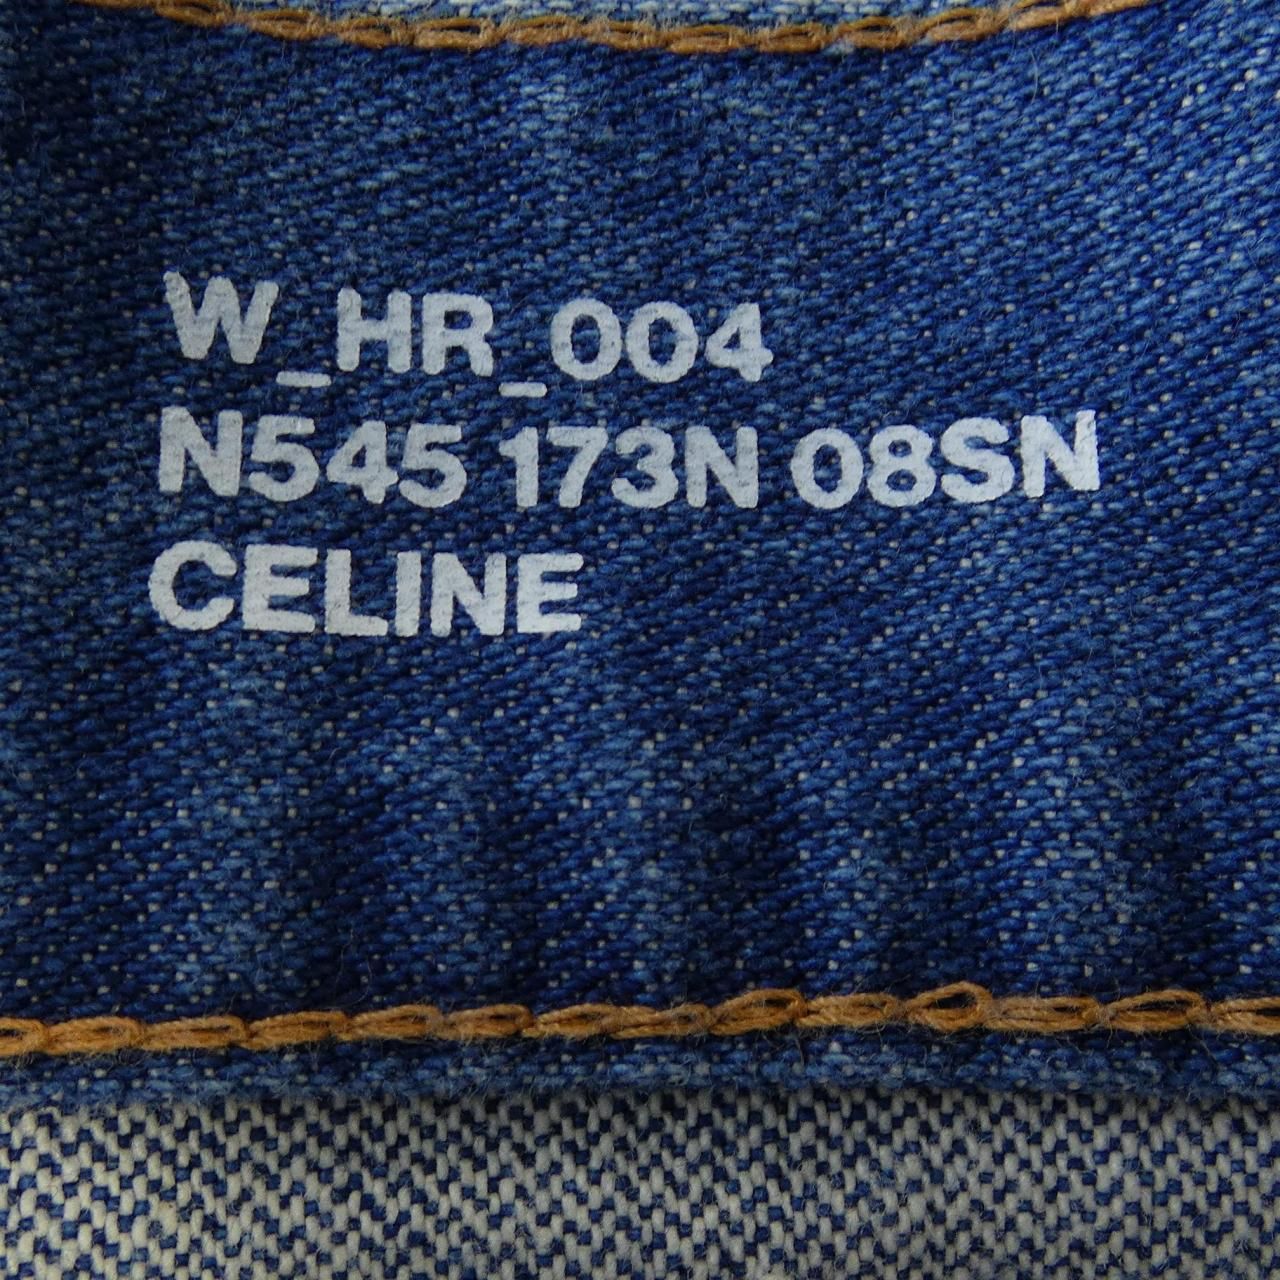 W_HR_004
N545 173N 08SN
CELINE